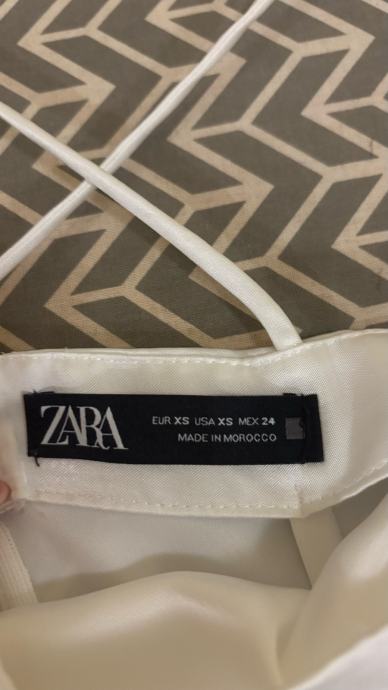 ZARA
EUR XS USA XS MEX 24
MADE IN MOROCCO